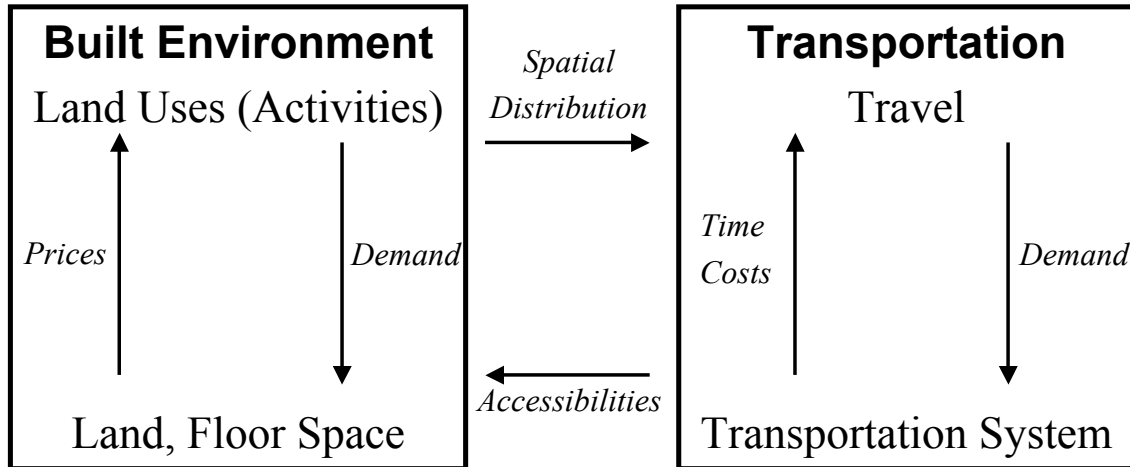 Built Environment
Land Uses (Activities)
Prices
Demand
Land, Floor Space
Spatial
Distribution
Accessibilities
Transportation
Travel
Time
Costs
Demand
Transportation System